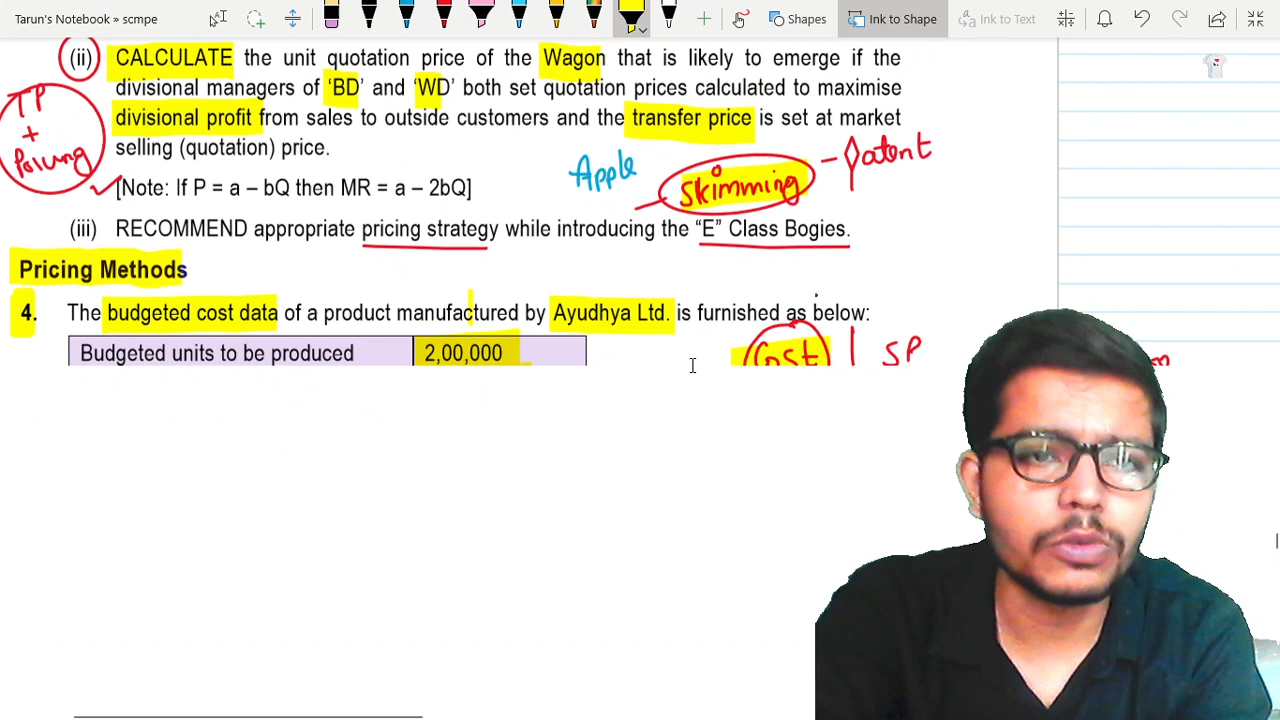 Tarun's Notebook » scmpe
Shapes
Ink to Shape
Ink to Text
(ii) CALCULATE the unit quotation price of the Wagon that is likely to emerge if the
divisional managers of 'BD' and 'WD' both set quotation prices calculated to maximise
divisional profit from sales to outside customers and the transfer price is set at market
selling (quotation) price.
TP
+
Pricing
Apple
Skimming
- Patent
[Note: If P = a – bQ then MR = a – 2bQ]
(iii) RECOMMEND appropriate pricing strategy while introducing the “E” Class Bogies.
Pricing Methods
4. The budgeted cost data of a product manufactured by Ayudhya Ltd. is furnished as below:
Budgeted units to be produced 2,00,000
Cost | SP